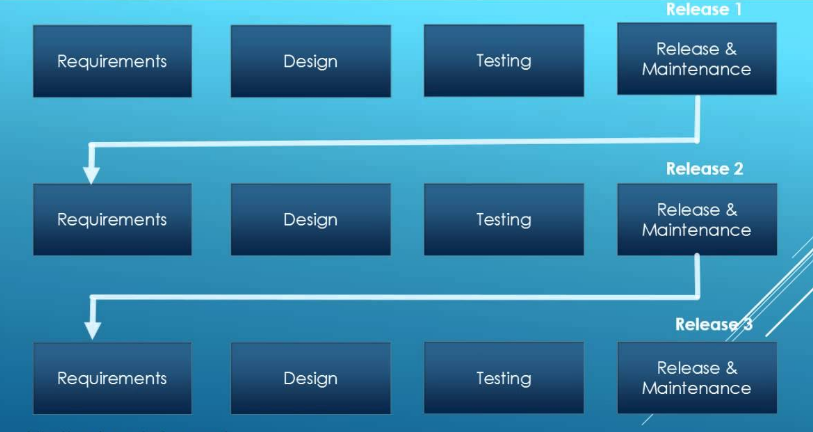 Release 1
Requirements
Design
Testing
Release &
Maintenance
Release 2
Requirements
Design
Testing
Release &
Maintenance
Release 3
Requirements
Design
Testing
Release &
Maintenance